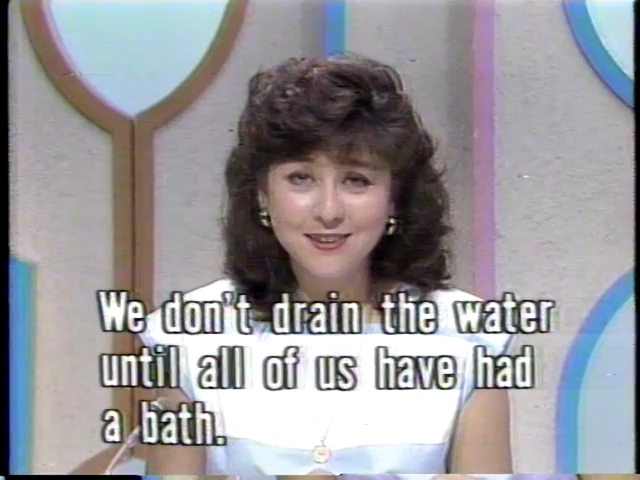 We don't drain the water
until all of us have had
a bath.